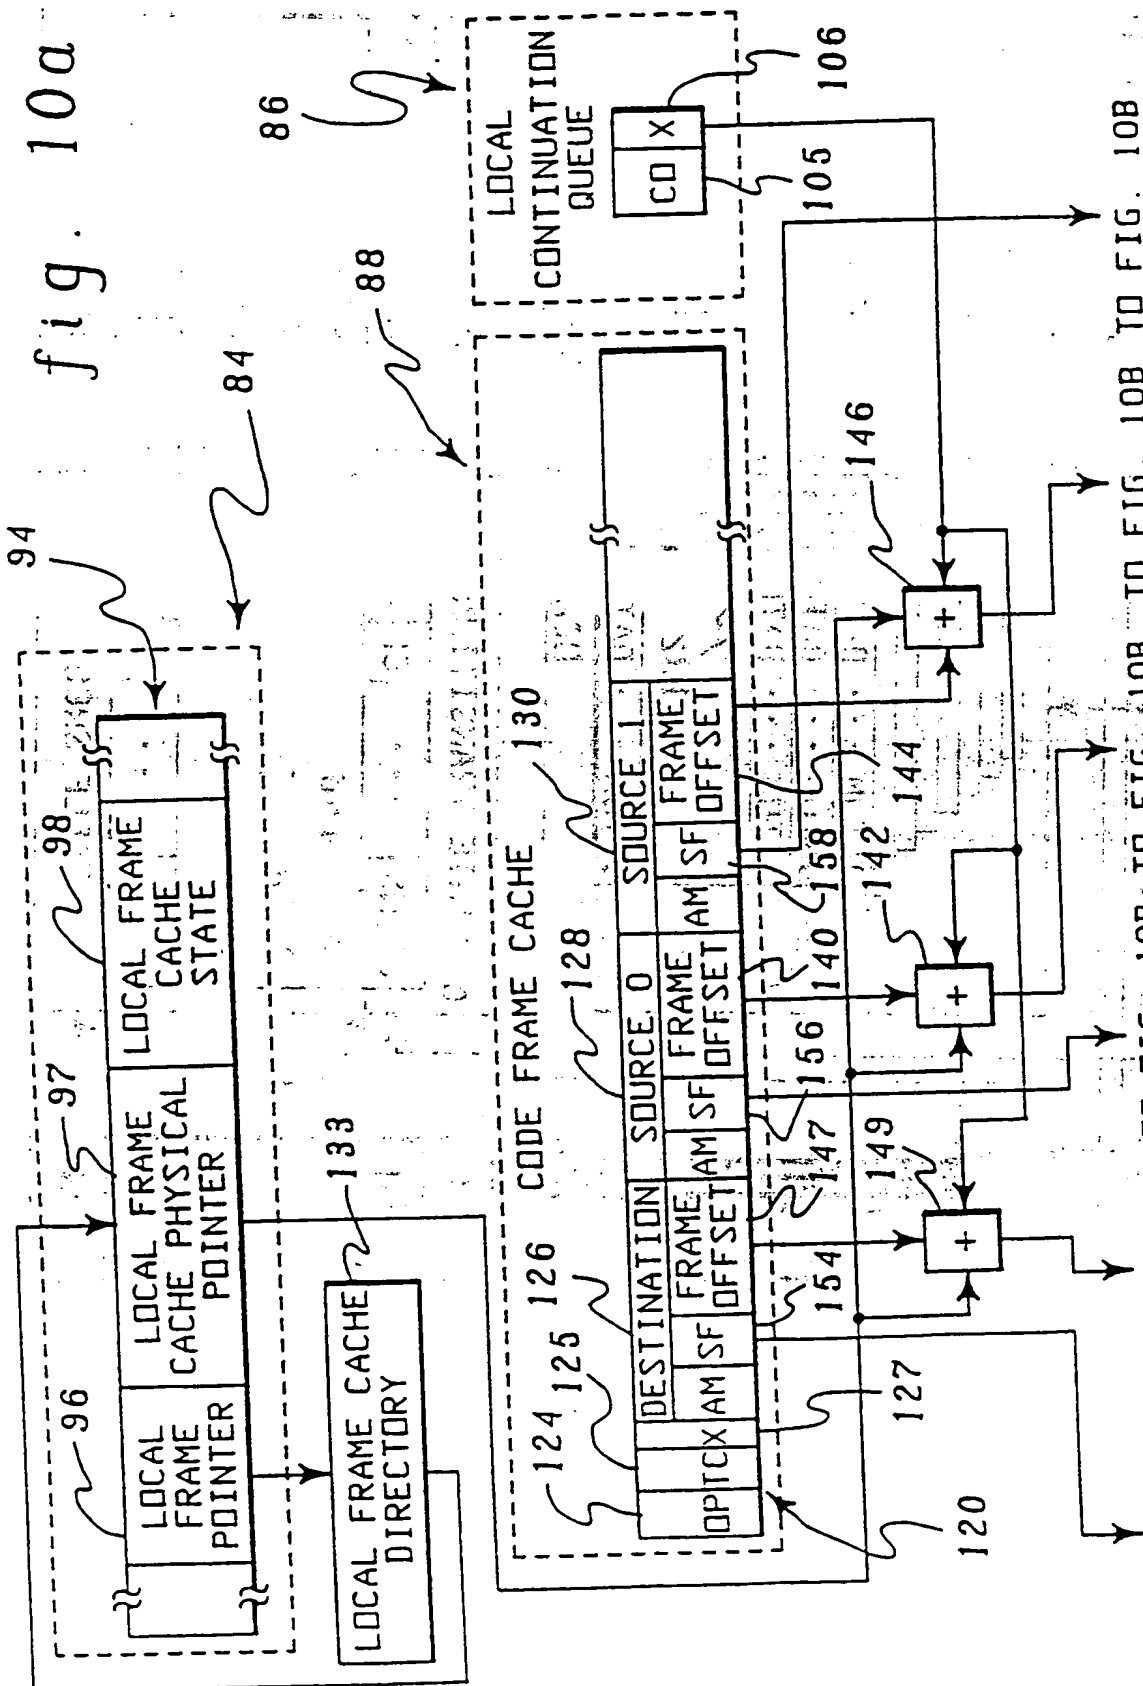 fig. 10a
94
84
96
97
98
LOCAL
FRAME
POINTER
LOCAL FRAME
CACHE PHYSICAL
POINTER
LOCAL FRAME
CACHE
STATE
133
LOCAL FRAME CACHE
DIRECTORY
88
86
CODE FRAME CACHE
LOCAL
CONTINUATION
QUEUE
CO
X
105
106
124
125
126
128
130
OP
TC
X
DESTINATION
SOURCE 0
SOURCE 1
AM
SF
FRAME
OFFSET
AM
SF
FRAME
OFFSET
AM
SF
FRAME
OFFSET
120
127
154
147
156
140
158
144
149
142
146
+
+
+
10B TO FIG. 10B TO FIG. 10B TO FIG. 10B